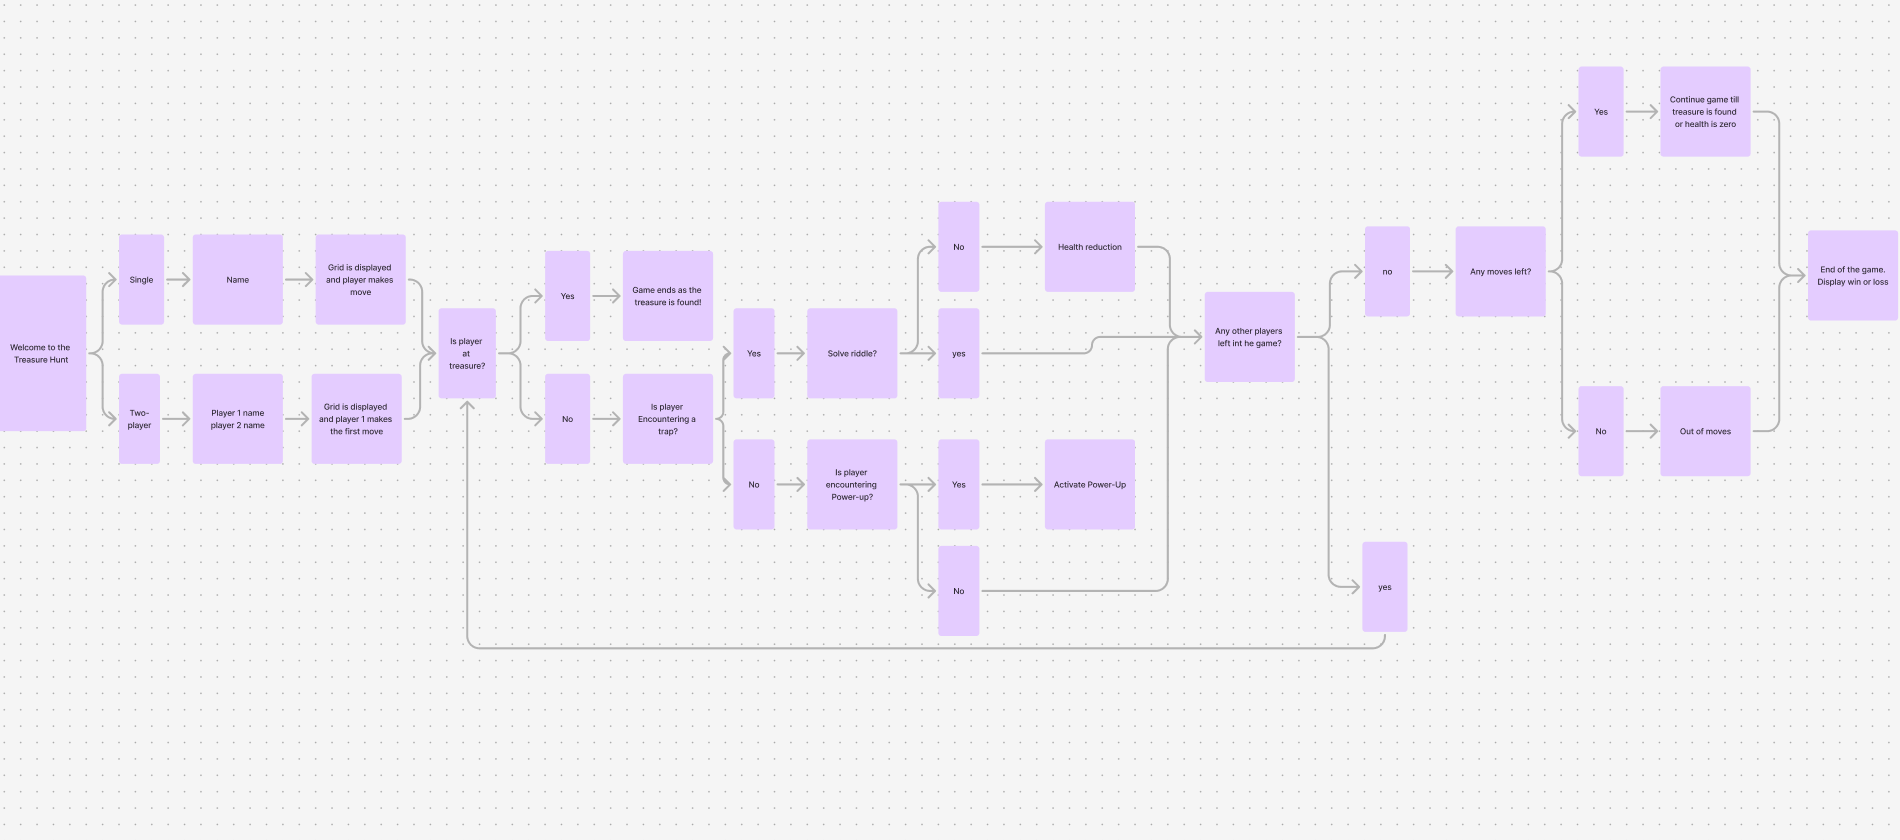 Welcome to the
Treasure Hunt
Single
Name
Grid is displayed
and player makes
move
Two-
player
Player 1 name
player 2 name
Grid is displayed
and player 1 makes
the first move
Is player
at
treasure?
Yes
Game ends as the
treasure is found!
No
Is player
Encountering a
trap?
Yes
Solve riddle?
No
Health reduction
yes
No
Is player
encountering
Power-up?
Yes
Activate Power-Up
No
Any other players
left int he game?
no
Any moves left?
yes
Yes
Continue game till
treasure is found
or health is zero
No
Out of moves
End of the game.
Display win or loss